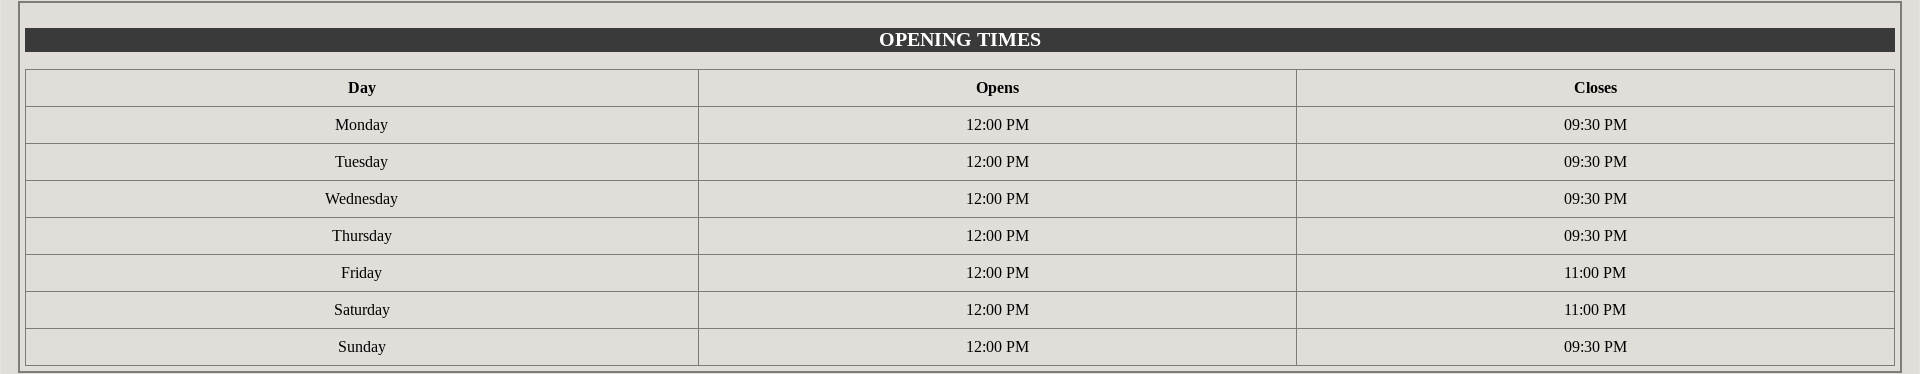 OPENING TIMES
Day Opens Closes
Monday 12:00 PM 09:30 PM
Tuesday 12:00 PM 09:30 PM
Wednesday 12:00 PM 09:30 PM
Thursday 12:00 PM 09:30 PM
Friday 12:00 PM 11:00 PM
Saturday 12:00 PM 11:00 PM
Sunday 12:00 PM 09:30 PM